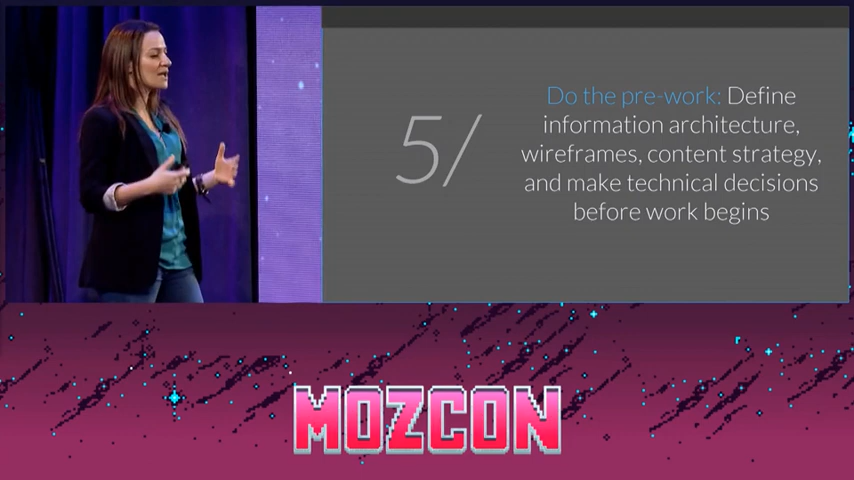 5/
Do the pre-work: Define
information architecture,
wireframes, content strategy,
and make technical decisions
before work begins
MOZCON